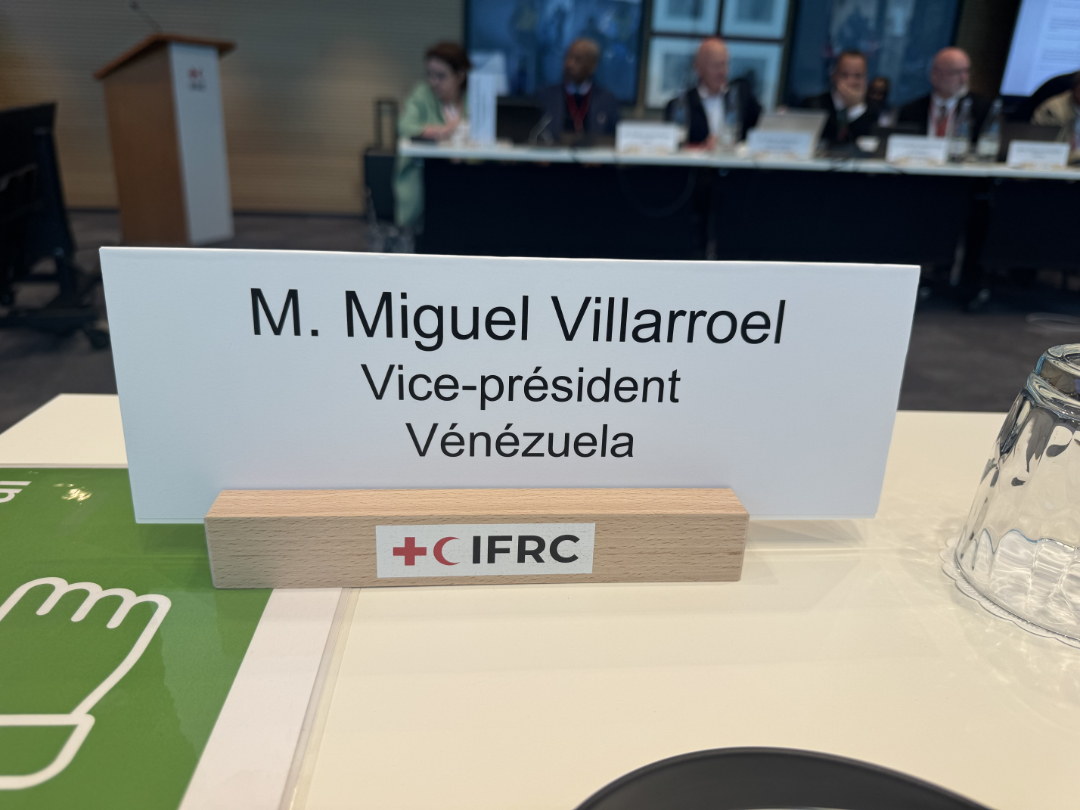 M. Miguel Villarroel
Vice-président
Vénézuela
IFRC